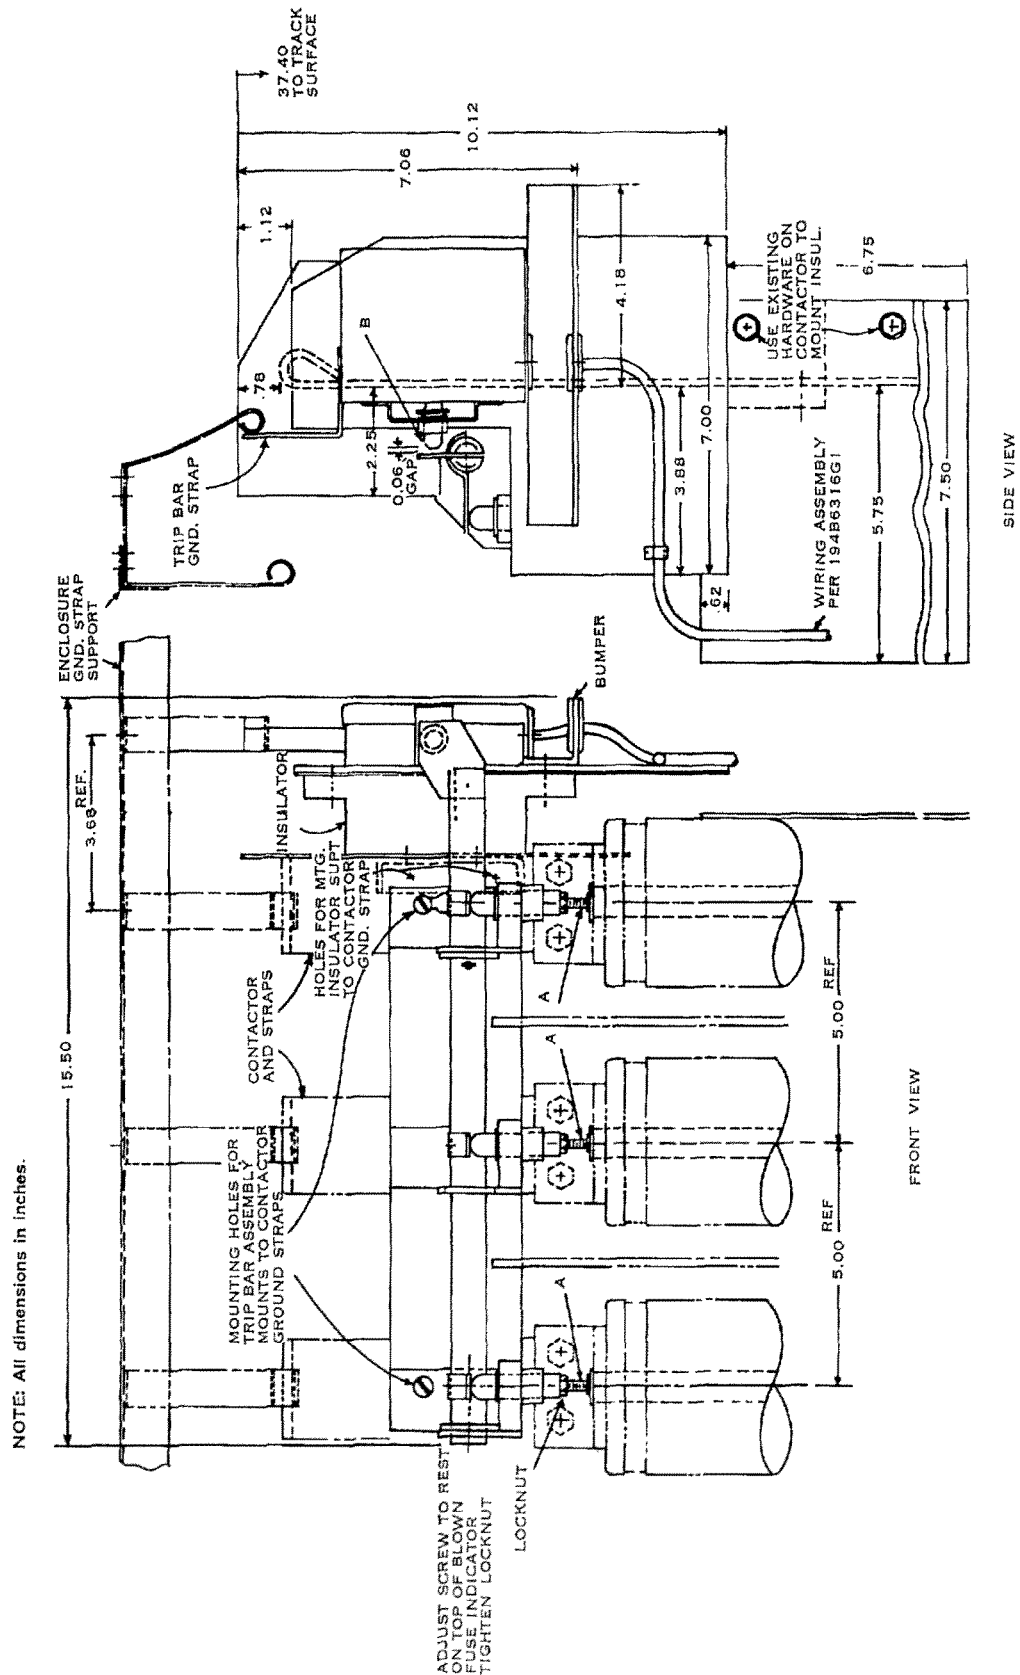 NOTE: All dimensions in inches.
15.50
3.68 REF.
ENCLOSURE
GND. STRAP
SUPPORT
TRIP BAR
GND. STRAP
37.40
TO TRACK
SURFACE
10.12
7.06
1.12
.78
2.25
0.06
GAP
B
4.18
3.88
7.00
.62
5.75
7.50
6.75
USE EXISTING
HARDWARE ON
CONTACTOR TO
MOUNT INSUL.
WIRING ASSEMBLY
PER 194B6316G1
SIDE VIEW
MOUNTING HOLES FOR
TRIP BAR ASSEMBLY
MOUNTS TO CONTACTOR
GROUND STRAPS
CONTACTOR
AND STRAPS
HOLES FOR MTG.
INSULATOR SUPT
TO CONTACTOR
GND. STRAP
INSULATOR
BUMPER
ADJUST SCREW TO REST
ON TOP OF BLOWN
FUSE INDICATOR
TIGHTEN LOCKNUT
LOCKNUT
A
A
A
5.00 REF
5.00 REF
FRONT VIEW